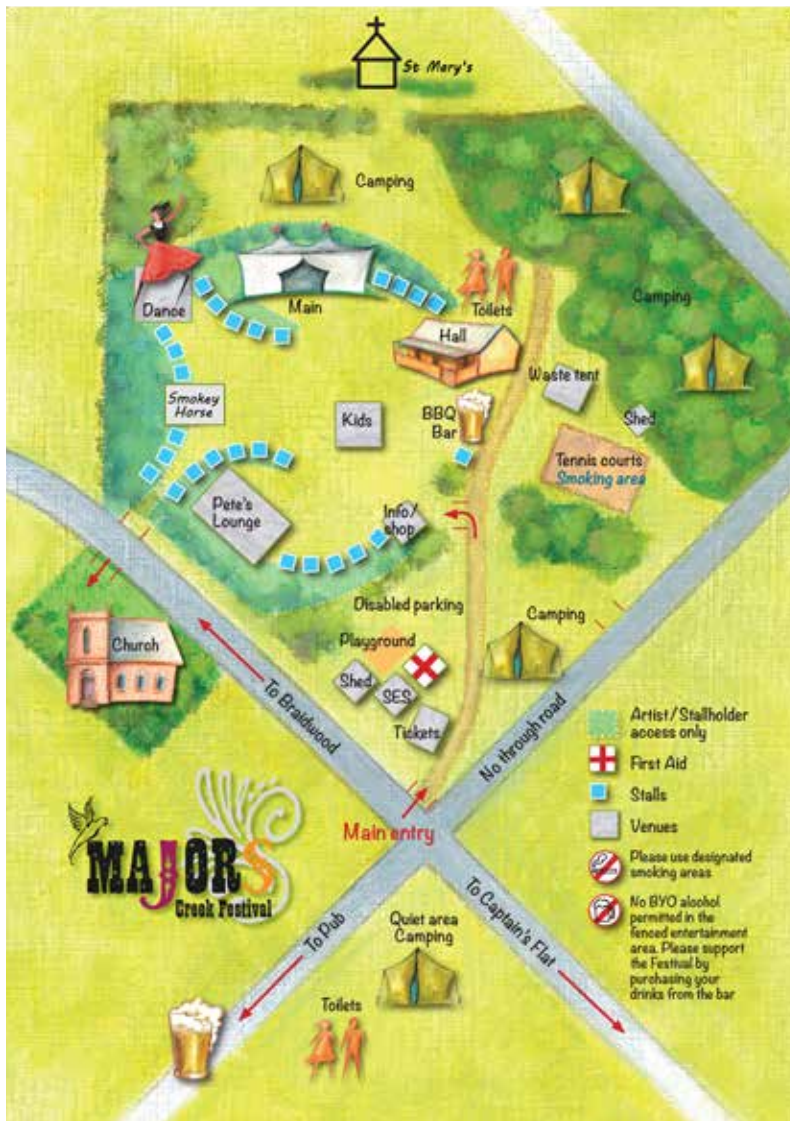 St Mary's
Camping
Camping
Dance
Main
Toilets
Hall
Waste tent
Smokey
Horse
Kids
BBQ
Bar
Shed
Tennis courts
Smoking area
Pete's
Lounge
Info/
shop
Disabled parking
Camping
Church
Playground
Shed
SES
Tickets
To Braidwood
No through road
Main entry
Artist/Stallholder
access only
First Aid
Stalls
Venues
Please use designated
smoking areas
No BYO alcohol
permitted in the
fenced entertainment
area. Please support
the Festival by
purchasing your
drinks from the bar
MAJORS
Creek Festival
To Pub
Quiet area
Camping
To Captain's Flat
Toilets